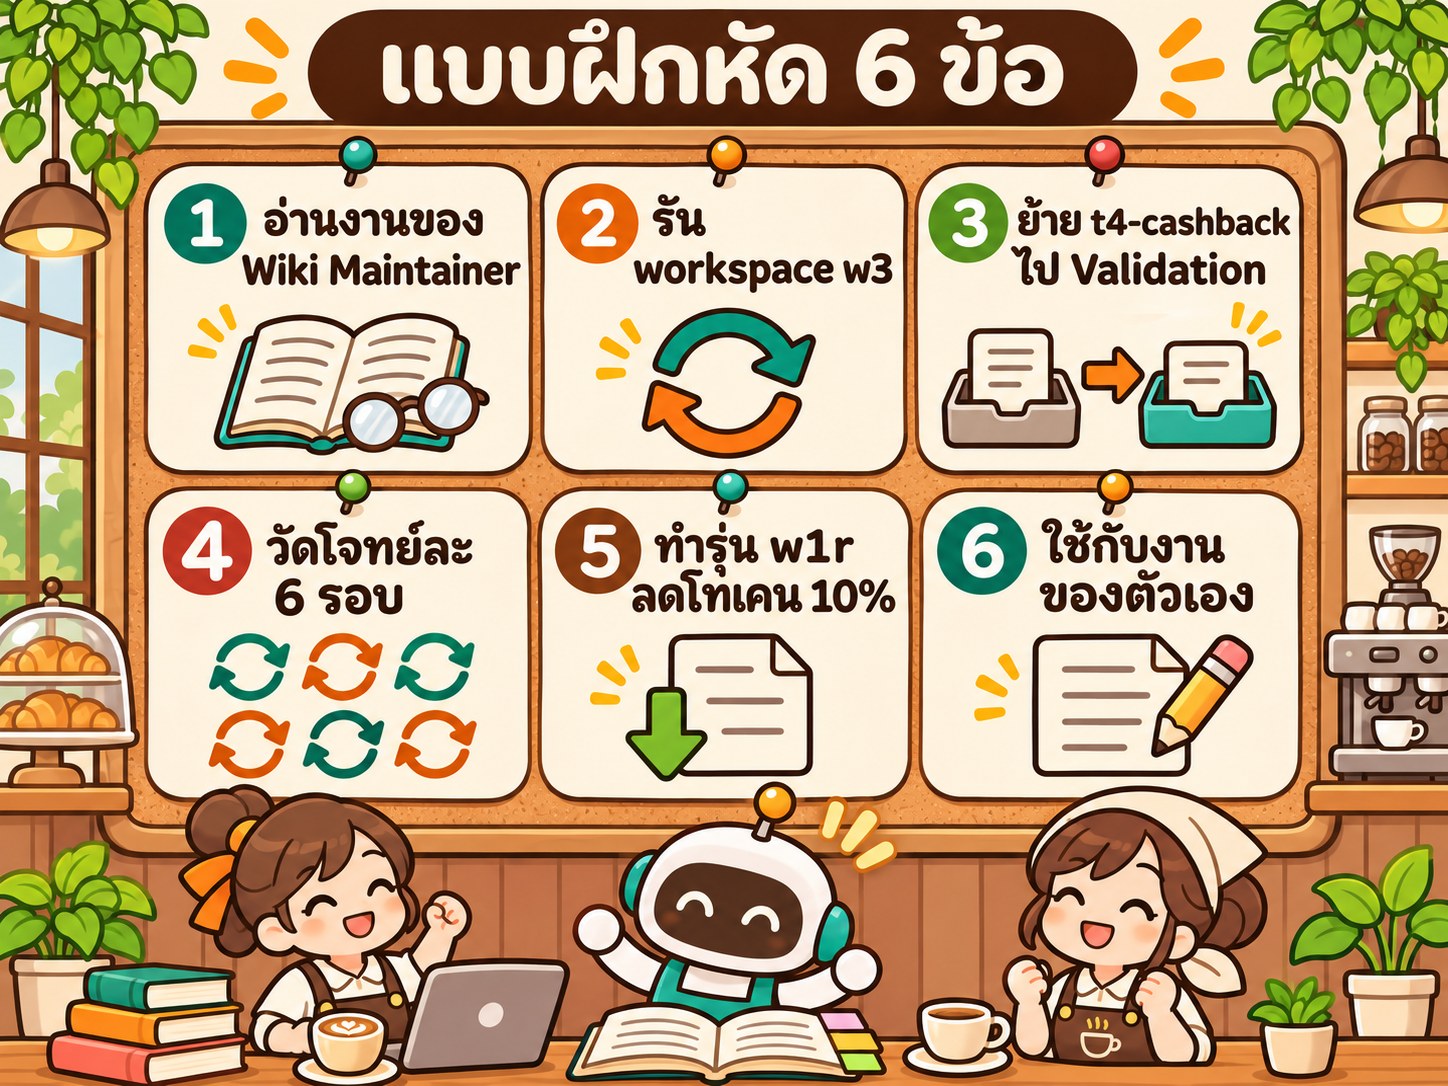 แบบฝึกหัด 6 ข้อ
1 อ่านงานของ
Wiki Maintainer
2 รัน
workspace w3
3 ย้าย t4-cashback
ไป Validation
4 วัดโจทย์ละ
6 รอบ
5 ทำรุ่น w1r
ลดโทเคน 10%
6 ใช้กับงาน
ของตัวเอง